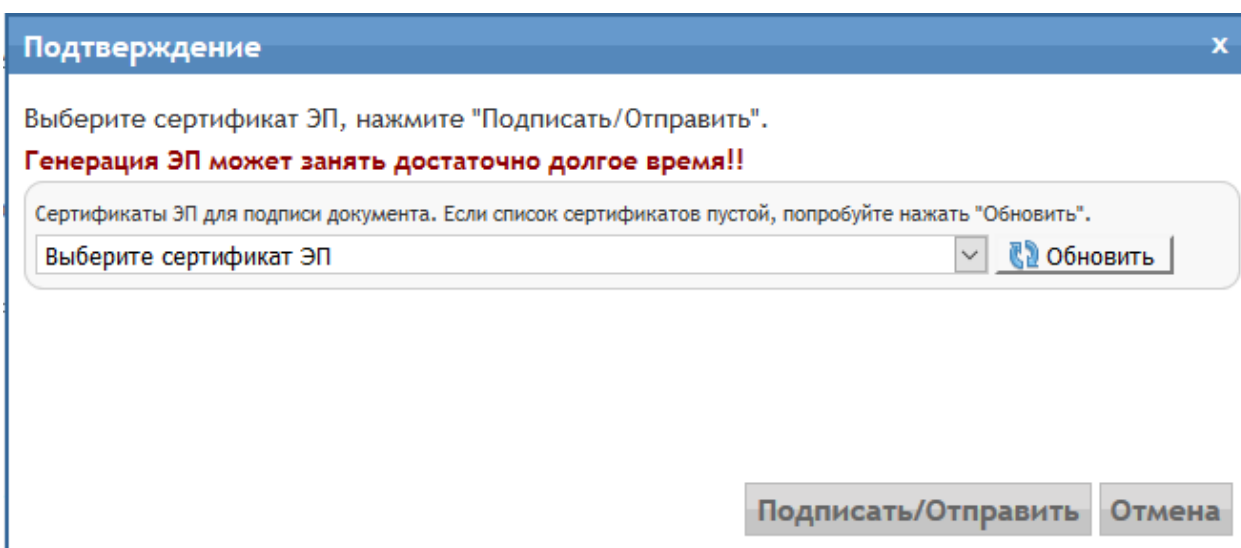 Подтверждение
x
Выберите сертификат ЭП, нажмите "Подписать/Отправить".
Генерация ЭП может занять достаточно долгое время!!
Сертификаты ЭП для подписи документа. Если список сертификатов пустой, попробуйте нажать "Обновить".
Выберите сертификат ЭП
Обновить
Подписать/Отправить
Отмена